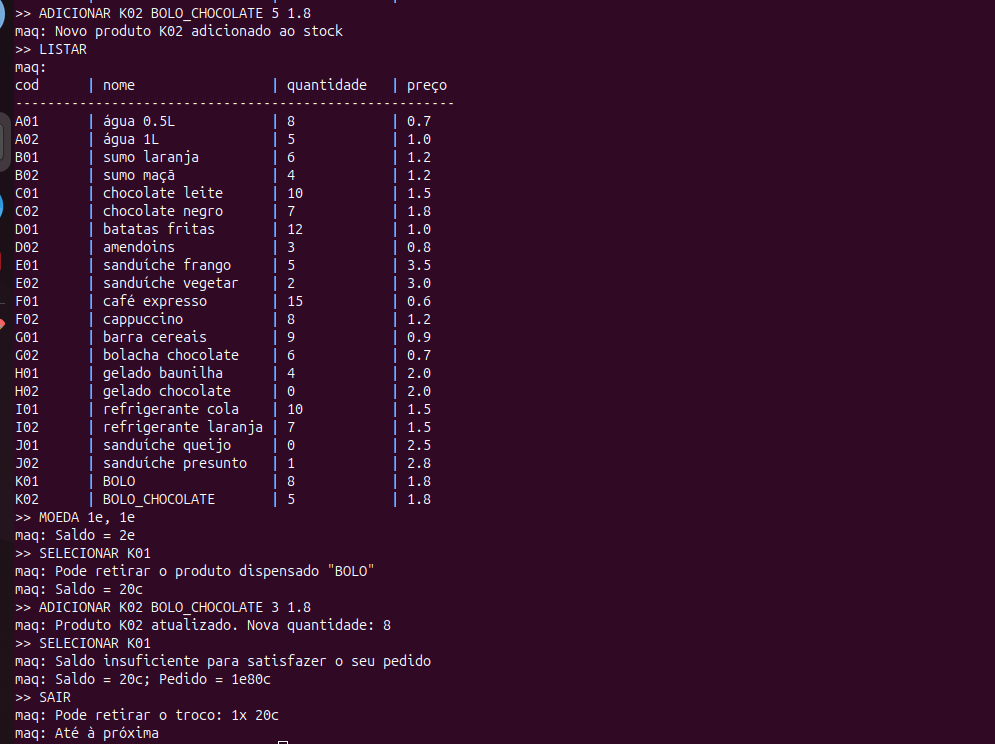 >> ADICIONAR K02 BOLO_CHOCOLATE 5 1.8
maq: Novo produto K02 adicionado ao stock
>> LISTAR
maq:
cod      | nome                 | quantidade   | preço
-------------------------------------------------------
A01      | água 0.5L            | 8            | 0.7
A02      | água 1L              | 5            | 1.0
B01      | sumo laranja         | 6            | 1.2
B02      | sumo maçã            | 4            | 1.2
C01      | chocolate leite      | 10           | 1.5
C02      | chocolate negro      | 7            | 1.8
D01      | batatas fritas       | 12           | 1.0
D02      | amendoins            | 3            | 0.8
E01      | sanduíche frango     | 5            | 3.5
E02      | sanduíche vegetar    | 2            | 3.0
F01      | café expresso        | 15           | 0.6
F02      | cappuccino           | 8            | 1.2
G01      | barra cereais        | 9            | 0.9
G02      | bolacha chocolate    | 6            | 0.7
H01      | gelado baunilha      | 4            | 2.0
H02      | gelado chocolate     | 0            | 2.0
I01      | refrigerante cola    | 10           | 1.5
I02      | refrigerante laranja | 7            | 1.5
J01      | sanduíche queijo     | 0            | 2.5
J02      | sanduíche presunto   | 1            | 2.8
K01      | BOLO                 | 8            | 1.8
K02      | BOLO_CHOCOLATE       | 5            | 1.8
>> MOEDA 1e, 1e
maq: Saldo = 2e
>> SELECIONAR K01
maq: Pode retirar o produto dispensado "BOLO"
maq: Saldo = 20c
>> ADICIONAR K02 BOLO_CHOCOLATE 3 1.8
maq: Produto K02 atualizado. Nova quantidade: 8
>> SELECIONAR K01
maq: Saldo insuficiente para satisfazer o seu pedido
maq: Saldo = 20c; Pedido = 1e80c
>> SAIR
maq: Pode retirar o troco: 1x 20c
maq: Até à próxima